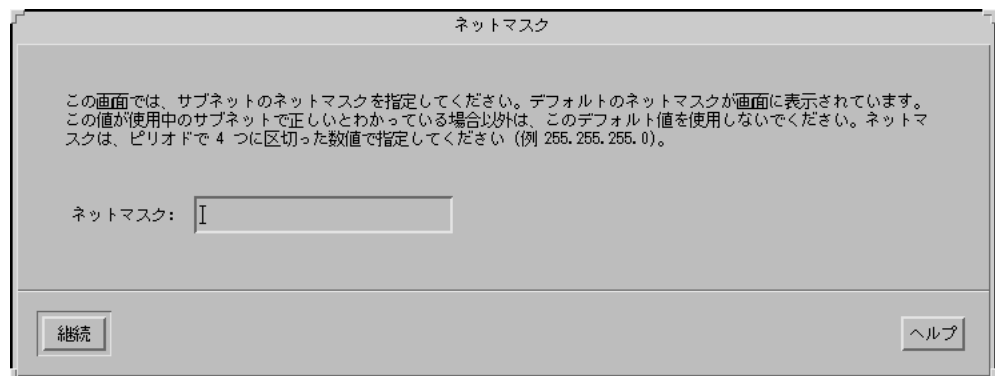 ネットマスク
この画面では、サブネットのネットマスクを指定してください。デフォルトのネットマスクが画面に表示されています。
この値が使用中のサブネットで正しいとわかっている場合以外は、このデフォルト値を使用しないでください。ネットマ
スクは、ピリオドで 4 つに区切った数値で指定してください (例 255.255.255.0)。
ネットマスク:
継続
ヘルプ